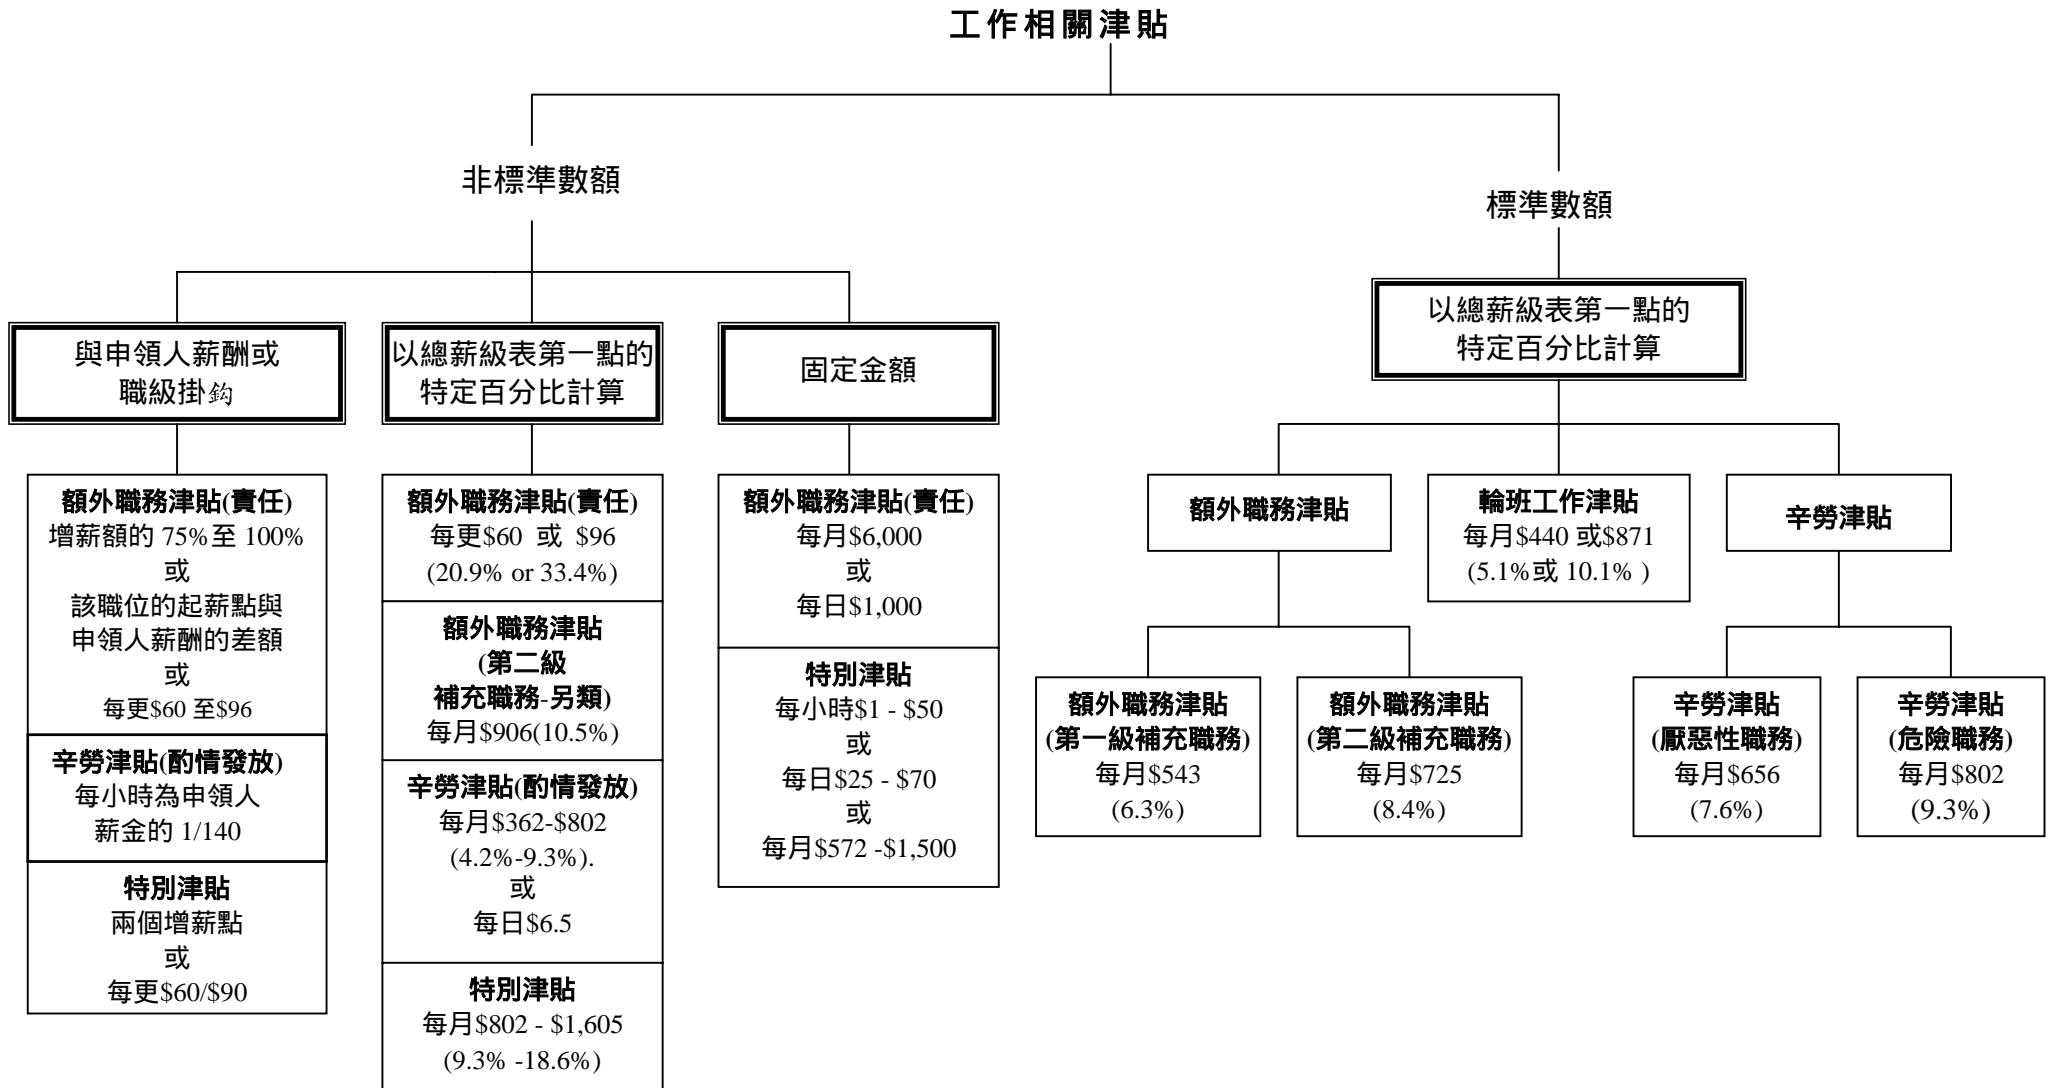 工作相關津貼
非標準數額
標準數額
與申領人薪酬或
職級掛鈎
以總薪級表第一點的
特定百分比計算
固定金額
以總薪級表第一點的
特定百分比計算
額外職務津貼(責任)
增薪額的 75%至 100%
或
該職位的起薪點與
申領人薪酬的差額
或
每更$60 至$96
辛勞津貼(酌情發放)
每小時為申領人
薪金的 1/140
特別津貼
兩個增薪點
或
每更$60/$90
額外職務津貼(責任)
每更$60 或 $96
(20.9% or 33.4%)
額外職務津貼
(第二級
補充職務-另類)
每月$906(10.5%)
辛勞津貼(酌情發放)
每月$362-$802
(4.2%-9.3%).
或
每日$6.5
特別津貼
每月$802 - $1,605
(9.3% -18.6%)
額外職務津貼(責任)
每月$6,000
或
每日$1,000
特別津貼
每小時$1 - $50
或
每日$25 - $70
或
每月$572 -$1,500
額外職務津貼
輪班工作津貼
每月$440 或$871
(5.1%或 10.1% )
辛勞津貼
額外職務津貼
(第一級補充職務)
每月$543
(6.3%)
額外職務津貼
(第二級補充職務)
每月$725
(8.4%)
辛勞津貼
(厭惡性職務)
每月$656
(7.6%)
辛勞津貼
(危險職務)
每月$802
(9.3%)